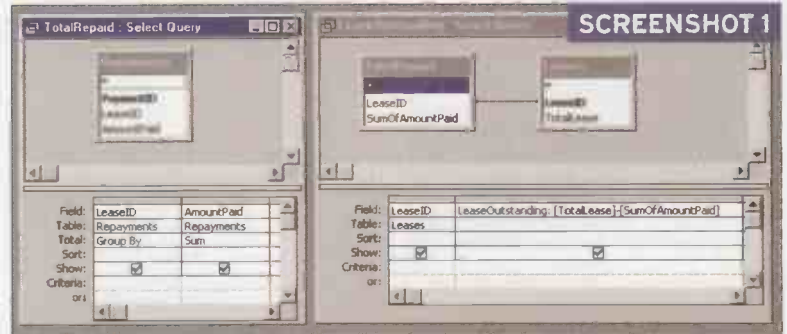 SCREENSHOT 1
TotalRepaid : Select Query
LeaseID
AmountPaid
LeaseID
SumOfAmountPaid
LeaseID
TotalLease
Field: LeaseID AmountPaid
Table: Repayments Repayments
Total: Group By Sum
Sort:
Show:
Criteria:
or:
Field: LeaseID LeaseOutstanding: [TotalLease]-[SumOfAmountPaid]
Table: Leases
Sort:
Show:
Criteria:
or: